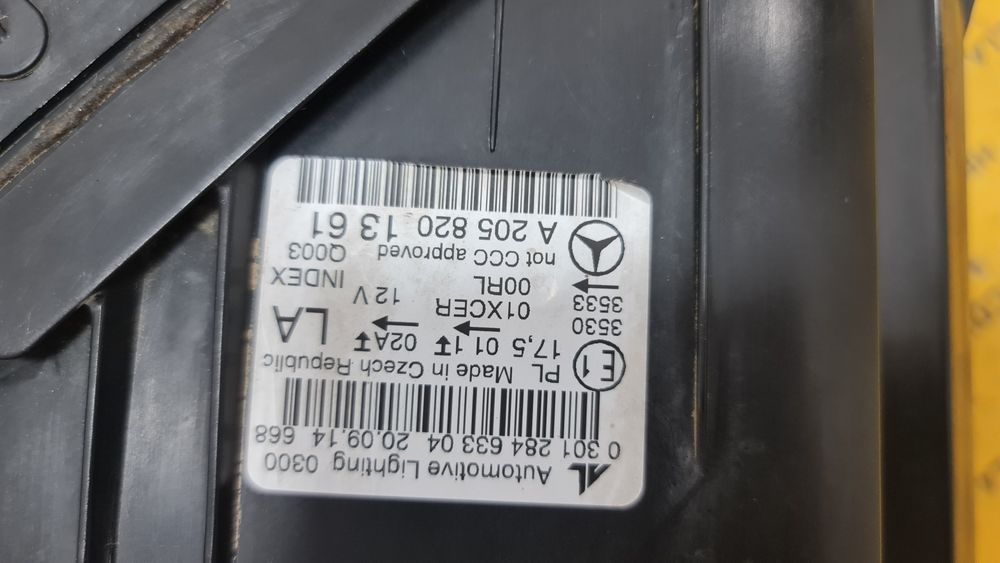 AL Automotive Lighting 0300
0 301 284 633 04 20.09.14 668
PL Made in Czech Republic
E1 17,5 01 1 02A LA
3530 01XCER 12V INDEX
3533 00RL Q003
not CCC approved
A 205 820 13 61